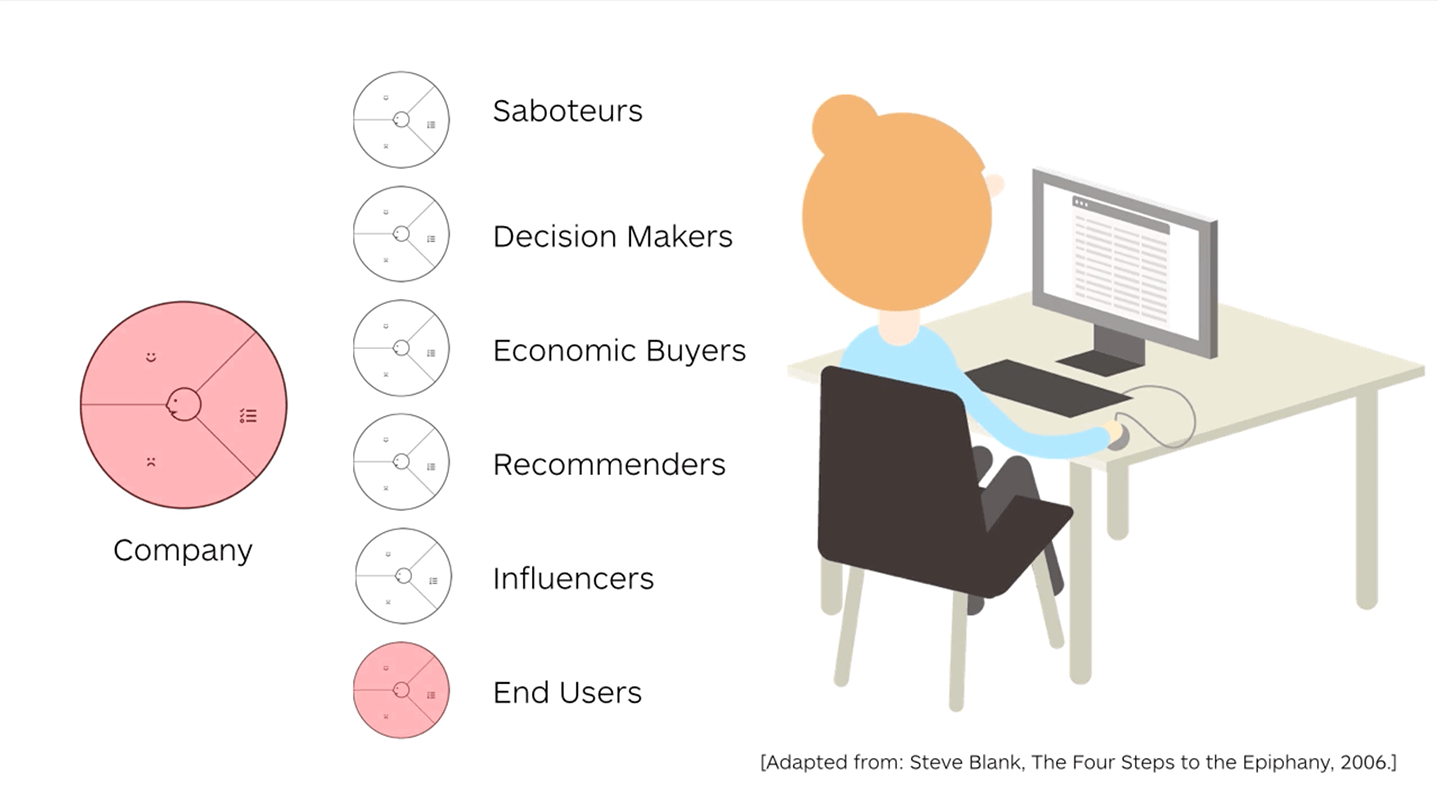 Saboteurs
Decision Makers
Economic Buyers
Recommenders
Influencers
End Users
Company
[Adapted from: Steve Blank, The Four Steps to the Epiphany, 2006.]